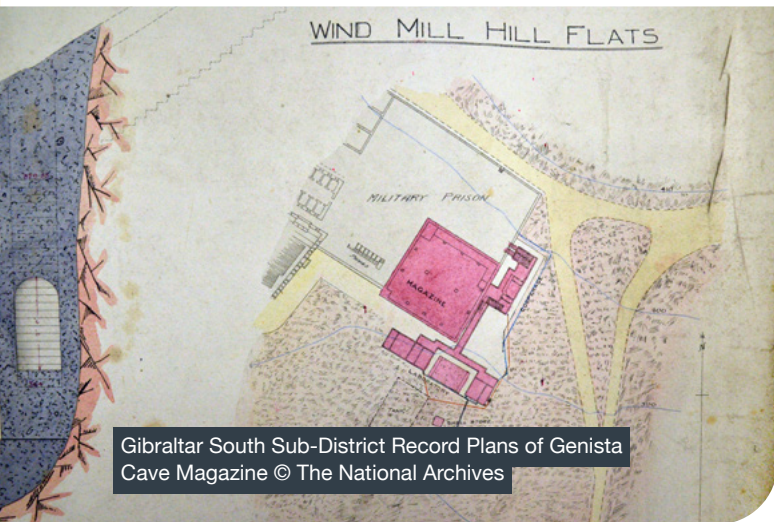 WIND MILL HILL FLATS
MILITARY PRISON
MAGAZINE
Gibraltar South Sub-District Record Plans of Genista
Cave Magazine © The National Archives